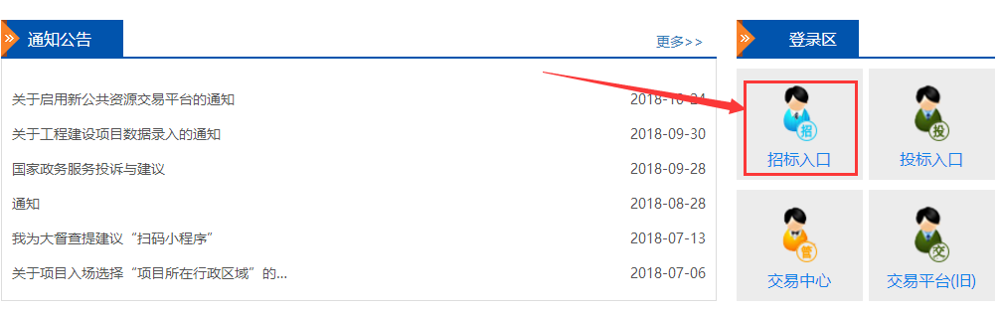 通知公告
更多>>
关于启用新公共资源交易平台的通知 2018-10-24
关于工程建设项目数据录入的通知 2018-09-30
国家政务服务投诉与建议 2018-09-28
通知 2018-08-28
我为大督查提建议“扫码小程序” 2018-07-13
关于项目入场选择“项目所在行政区域”的... 2018-07-06
登录区
招 投
招标入口 投标入口
管 交
交易中心 交易平台(旧)